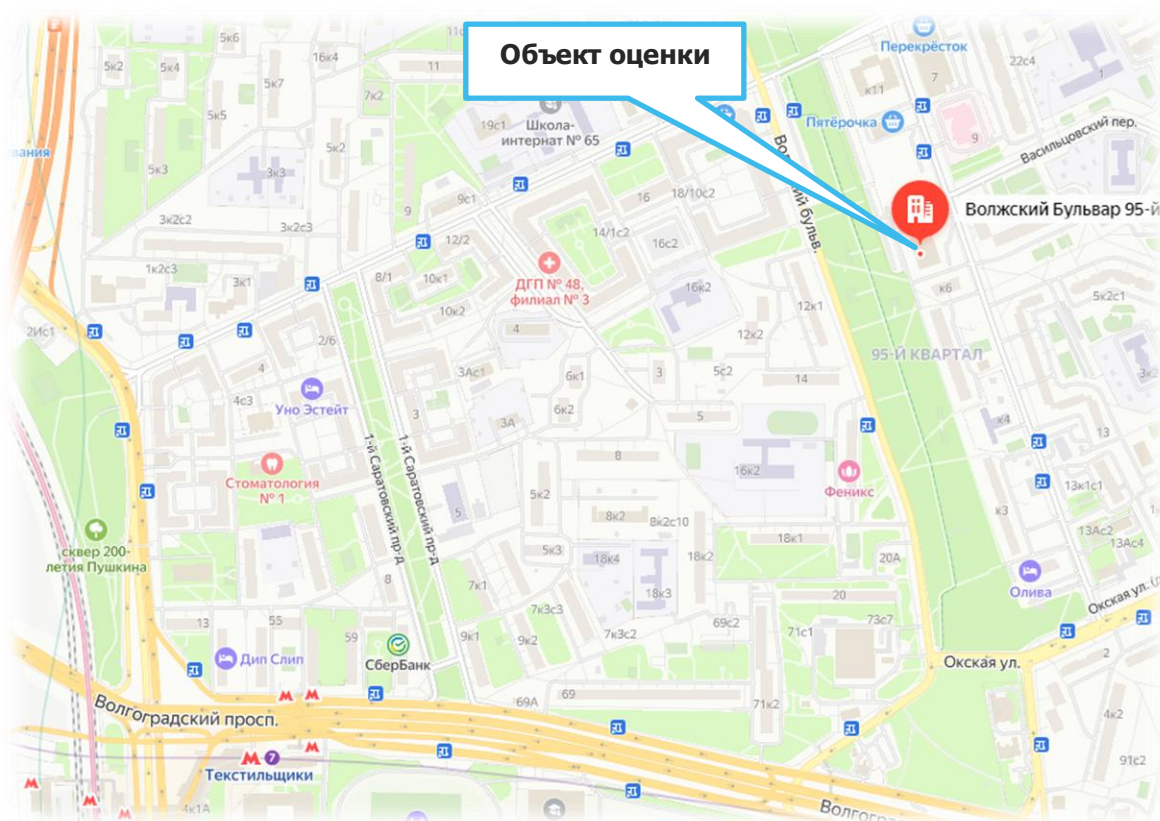 Объект оценки
5к6
16к4
11
5к2
5к4
5к7
7к2
5к5
19с1
Школа-
интернат № 65
Перекрёсток
7
к11
22с4
1
Пятёрочка
9
Васильцовский пер.
5к3
3к3
5к2
9с1
9
16
18/10с2
3к2с2
3к2с3
12/2
14/1с2
16с2
Волжский Бульвар 95-й
1к2с3
3к1
8/1
10к1
10к2
ДГП № 48,
филиал № 3
16к2
12к1
к6
5к2с1
2Ис1
2/6
4
4
12к2
95-Й КВАРТАЛ
3Ас1
6к1
3
5с2
14
3к2
4с3
Уно Эстейт
3
3А
6к2
5
к4
13
1-й Саратовский пр-д
1-й Саратовский пр-д
8
16к2
Феникс
13к1с1
Стоматология
№ 1
5к2
5
8к2
8к2с10
к3
13Ас2
13Ас4
сквер 200-
летия Пушкина
5к3
18к4
18к2
18к1
20А
Олива
8
7к1
18к3
20
Окская ул.
13
55
59
7к3с3
7к3с2
69с2
71с1
73с7
9к1
9к2
2
Дип Слип
СберБанк
Окская ул.
69А
69
71к2
4к2
Волгоградский просп.
7
Текстильщики
91с2
4к1А